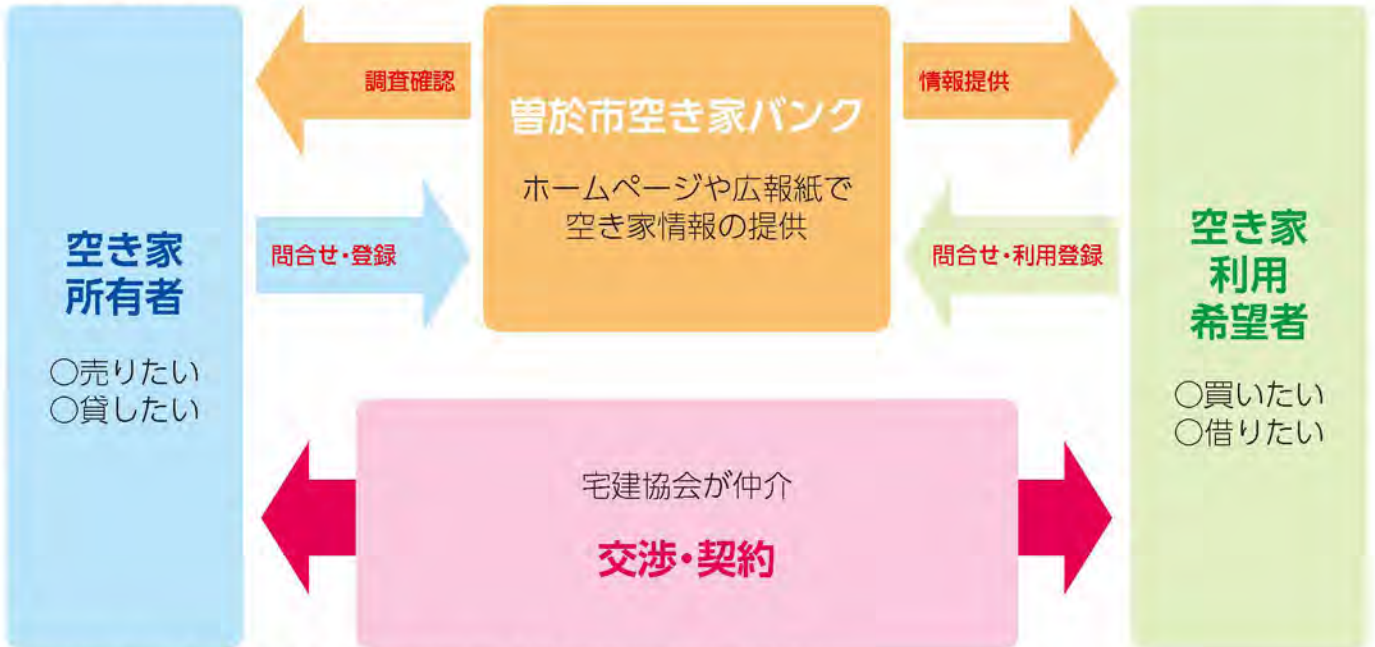 調査確認
情報提供
曽於市空き家バンク
ホームページや広報紙で
空き家情報の提供
空き家
所有者
○売りたい
○貸したい
問合せ・登録
問合せ・利用登録
空き家
利用
希望者
○買いたい
○借りたい
宅建協会が仲介
交渉・契約